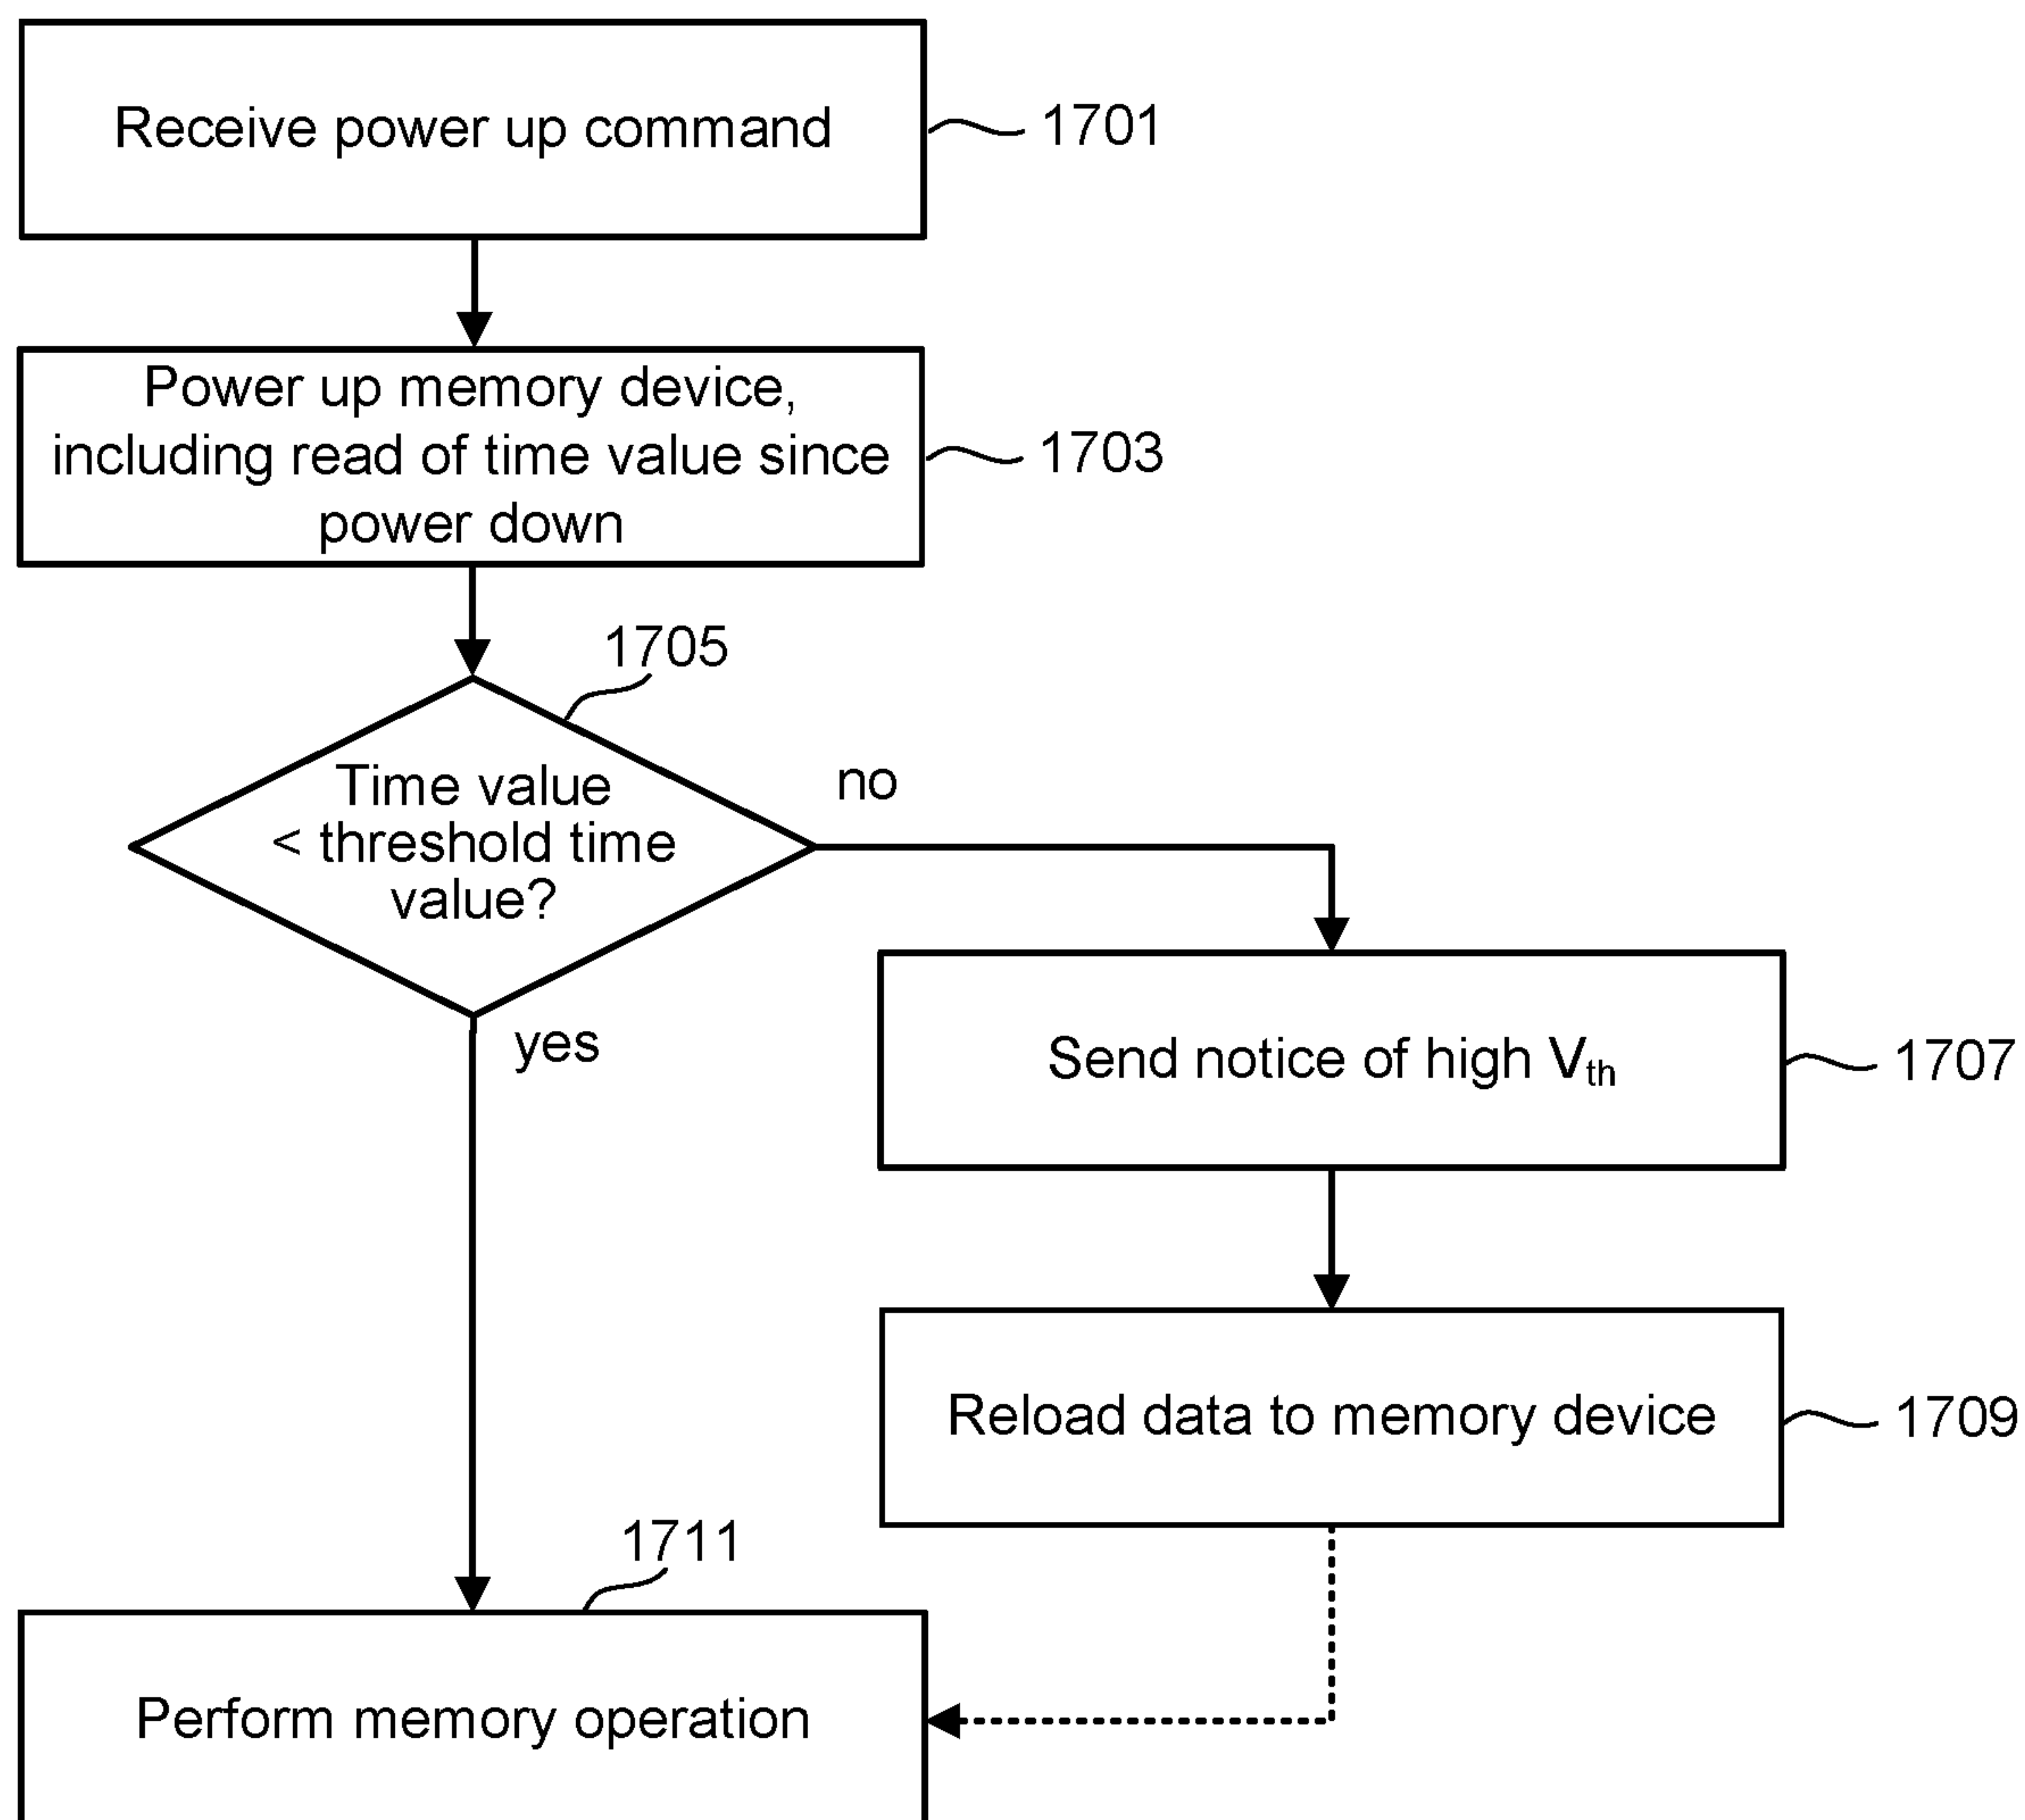 Receive power up command
1701
Power up memory device,
including read of time value since
power down
1703
1705
Time value
< threshold time
value?
no
yes
Send notice of high Vth
1707
Reload data to memory device
1709
1711
Perform memory operation